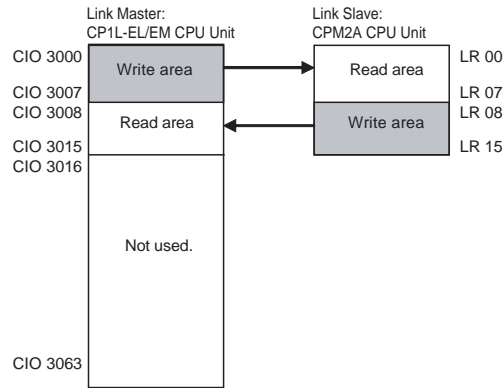 Link Master:
CP1L-EL/EM CPU Unit
Link Slave:
CPM2A CPU Unit
CIO 3000
Write area
Read area
LR 00
CIO 3007
LR 07
CIO 3008
Read area
Write area
LR 08
CIO 3015
LR 15
CIO 3016
Not used.
CIO 3063